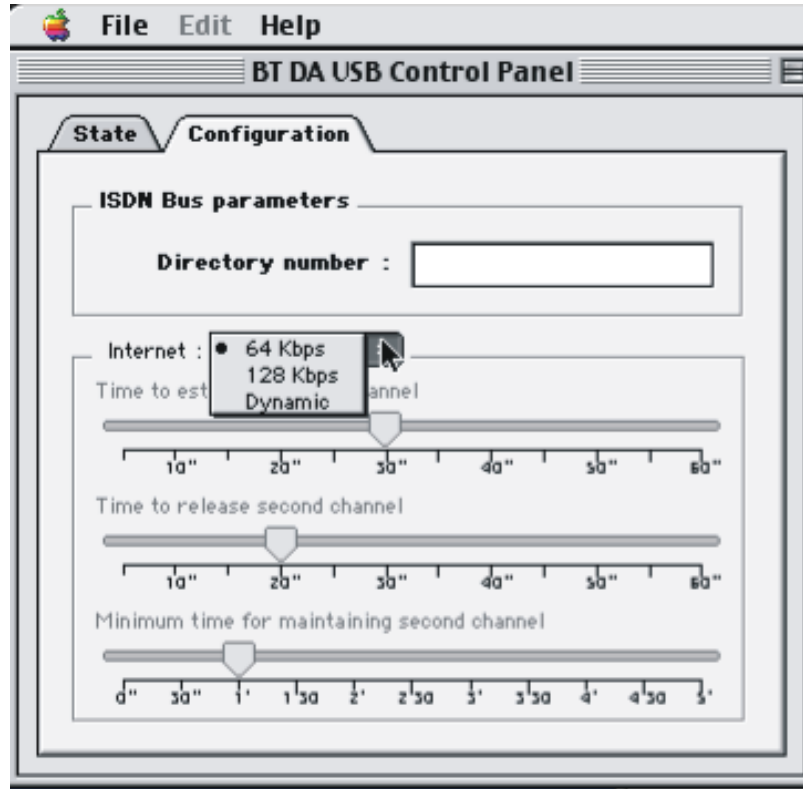 File Edit Help
BT DA USB Control Panel
State Configuration
ISDN Bus parameters
Directory number :
Internet : • 64 Kbps
128 Kbps
Dynamic
Time to est annel
10" 20" 30" 40" 50" 60"
Time to release second channel
10" 20" 30" 40" 50" 60"
Minimum time for maintaining second channel
0" 30" 1' 1'30 2' 2'30 3' 3'30 4' 4'30 5'